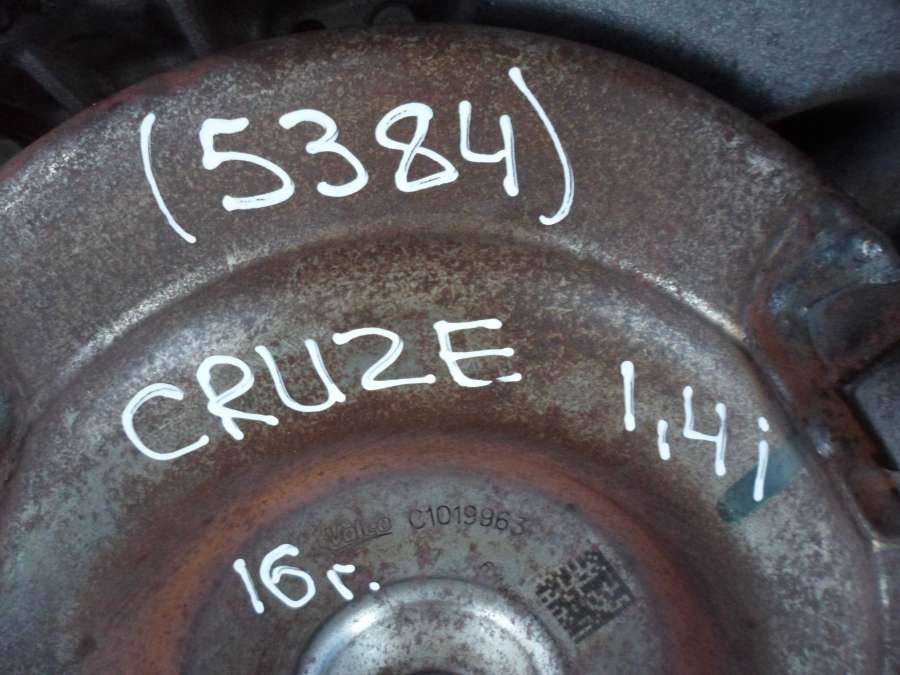 (5384)
CRUZE 1,4i
Valeo C1019963
16г.